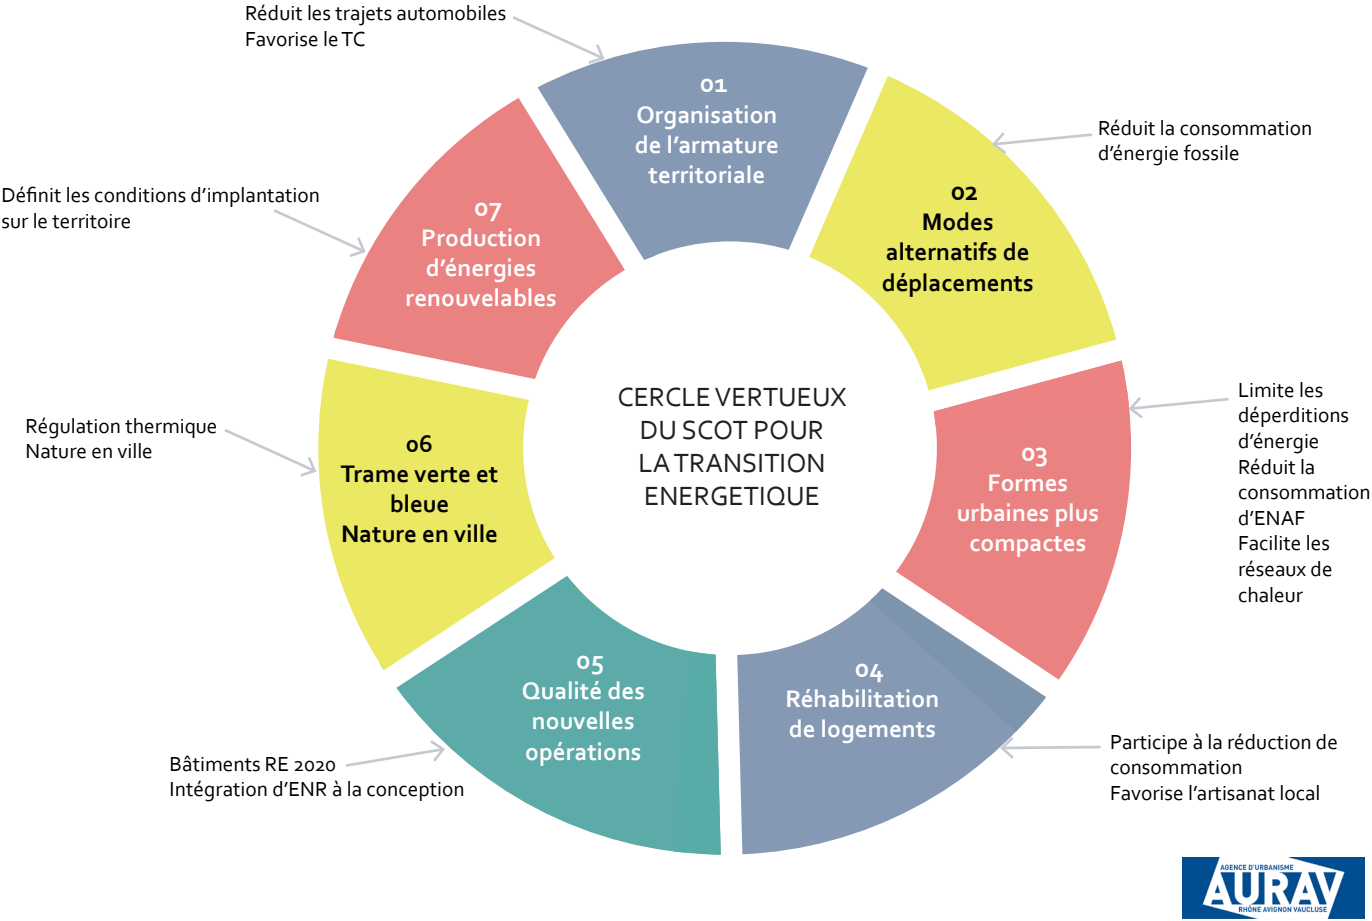 Réduit les trajets automobiles
Favorise le TC
01
Organisation
de l'armature
territoriale
Réduit la consommation
d'énergie fossile
02
Modes
alternatifs de
déplacements
Limite les
déperditions
d'énergie
Réduit la
consommation
d'ENAF
Facilite les
réseaux de
chaleur
03
Formes
urbaines plus
compactes
04
Réhabilitation
de logements
Participe à la réduction de
consommation
Favorise l'artisanat local
05
Qualité des
nouvelles
opérations
Bâtiments RE 2020
Intégration d'ENR à la conception
06
Trame verte et
bleue
Nature en ville
Régulation thermique
Nature en ville
07
Production
d'énergies
renouvelables
Définit les conditions d'implantation
sur le territoire
CERCLE VERTUEUX
DU SCOT POUR
LA TRANSITION
ENERGETIQUE
AGENCE D'URBANISME
AURAV
RHÔNE AVIGNON VAUCLUSE